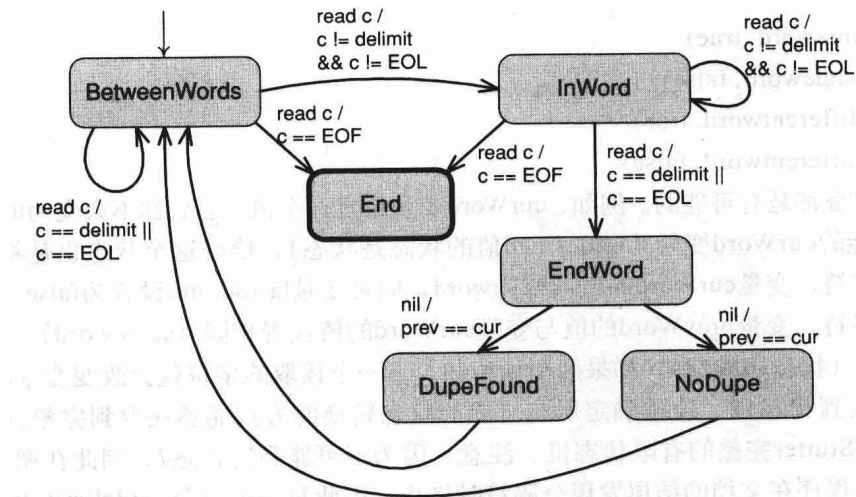 read c /
c != delimit
&& c != EOL
read c /
c != delimit
&& c != EOL
BetweenWords
InWord
read c /
c == EOF
read c /
c == EOF
read c /
c == delimit ||
c == EOL
End
read c /
c == delimit ||
c == EOL
EndWord
nil /
prev == cur
nil /
prev == cur
DupeFound
NoDupe